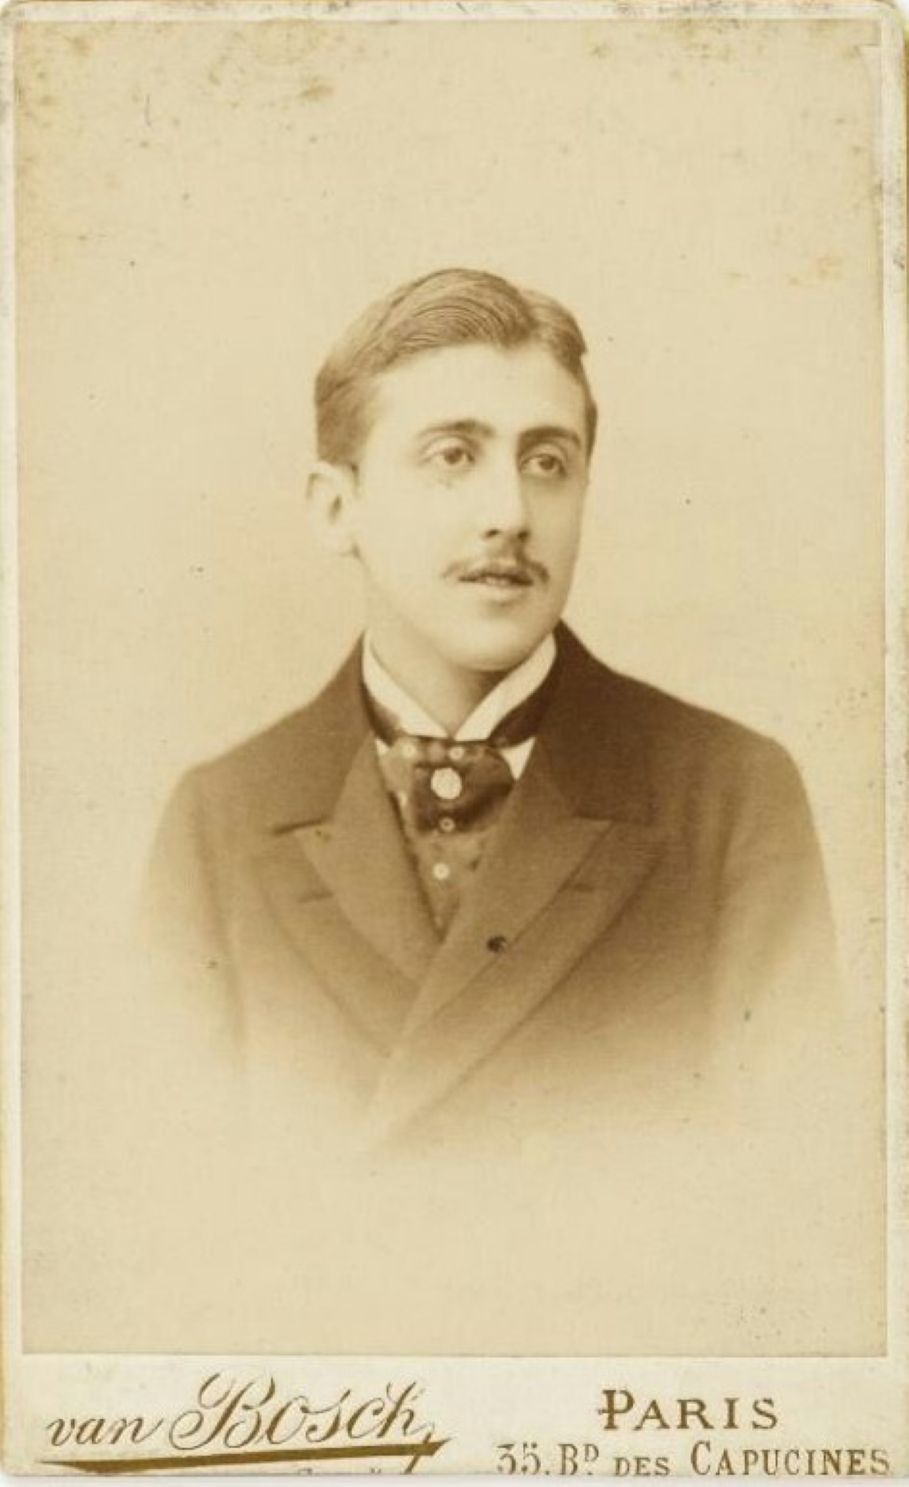 van Bosch
PARIS
35. BD DES CAPUCINES